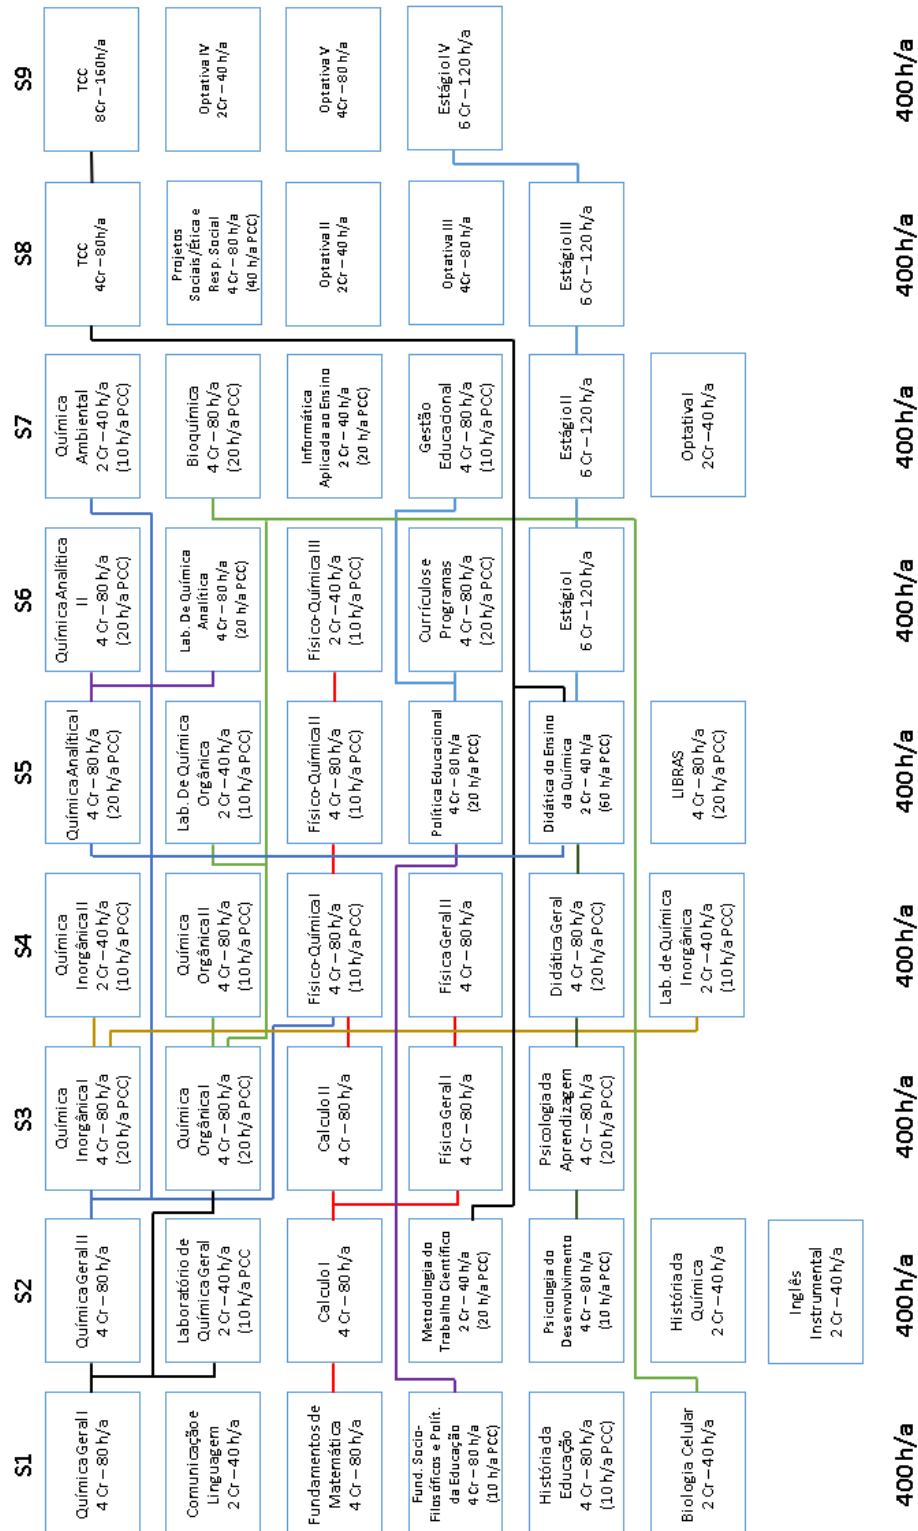 S1
Química Geral I
4 Cr – 80 h/a
Comunicação e
Linguagem
2 Cr – 40 h/a
Fundamentos de
Matemática
4 Cr – 80 h/a
Fund. Socio-
Filosóficos e Polít.
da Educação
4 Cr – 80 h/a
(10 h/a PCC)
História da
Educação
4 Cr – 80 h/a
(10 h/a PCC)
Biologia Celular
2 Cr – 40 h/a
400 h/a
S2
Química Geral II
4 Cr – 80 h/a
Laboratório de
Química Geral
2 Cr – 40 h/a
(10 h/a PCC
Calculo I
4 Cr – 80 h/a
Metodologia do
Trabalho Científico
2 Cr – 40 h/a
(20 h/a PCC)
Psicologia do
Desenvolvimento
4 Cr – 80 h/a
(10 h/a PCC)
História da
Química
2 Cr – 40 h/a
Inglês
Instrumental
2 Cr – 40 h/a
400 h/a
S3
Química
Inorgânica I
4 Cr – 80 h/a
(20 h/a PCC)
Química
Orgânica I
4 Cr – 80 h/a
(20 h/a PCC)
Calculo II
4 Cr – 80 h/a
Física Geral I
4 Cr – 80 h/a
Psicologia da
Aprendizagem
4 Cr – 80 h/a
(20 h/a PCC)
400 h/a
S4
Química
Inorgânica II
2 Cr – 40 h/a
(10 h/a PCC)
Química
Orgânica II
4 Cr – 80 h/a
(20 h/a PCC)
Físico-Química I
4 Cr – 80 h/a
(10 h/a PCC)
Física Geral II
4 Cr – 80 h/a
Didática Geral
4 Cr – 80 h/a
(20 h/a PCC)
Lab. de Química
Inorgânica
2 Cr – 40 h/a
(10 h/a PCC)
400 h/a
S5
Química Analítica I
4 Cr – 80 h/a
(20 h/a PCC)
Lab. De Química
Orgânica
2 Cr – 40 h/a
(10 h/a PCC)
Físico-Química II
4 Cr – 80 h/a
(10 h/a PCC)
Política Educacional
4 Cr – 80 h/a
(20 h/a PCC)
Didática do Ensino
da Química
2 Cr – 40 h/a
(60 h/a PCC)
LIBRAS
4 Cr – 80 h/a
(20 h/a PCC)
400 h/a
S6
Química Analítica
II
4 Cr – 80 h/a
(20 h/a PCC)
Lab. De Química
Analítica
4 Cr – 80 h/a
(20 h/a PCC)
Físico-Química III
2 Cr – 40 h/a
(10 h/a PCC)
Currículos e
Programas
4 Cr – 80 h/a
(20 h/a PCC)
Estágio I
6 Cr – 120 h/a
400 h/a
S7
Química
Ambiental
2 Cr – 40 h/a
(10 h/a PCC)
Bioquímica
4 Cr – 80 h/a
(20 h/a PCC)
Informática
Aplicada ao Ensino
2 Cr – 40 h/a
(20 h/a PCC)
Gestão
Educacional
4 Cr – 80 h/a
(10 h/a PCC)
Estágio II
6 Cr – 120 h/a
Optativa I
2Cr – 40 h/a
400 h/a
S8
TCC
4Cr – 80h/a
Projetos
Sociais/Ética e
Resp. Social
4 Cr – 80 h/a
(40 h/a PCC)
Optativa II
2Cr – 40 h/a
Optativa III
4Cr – 80 h/a
Estágio III
6 Cr – 120 h/a
400 h/a
S9
TCC
8Cr – 160h/a
Optativa IV
2Cr – 40 h/a
Optativa V
4Cr – 80 h/a
Estágio IV
6 Cr – 120 h/a
400 h/a